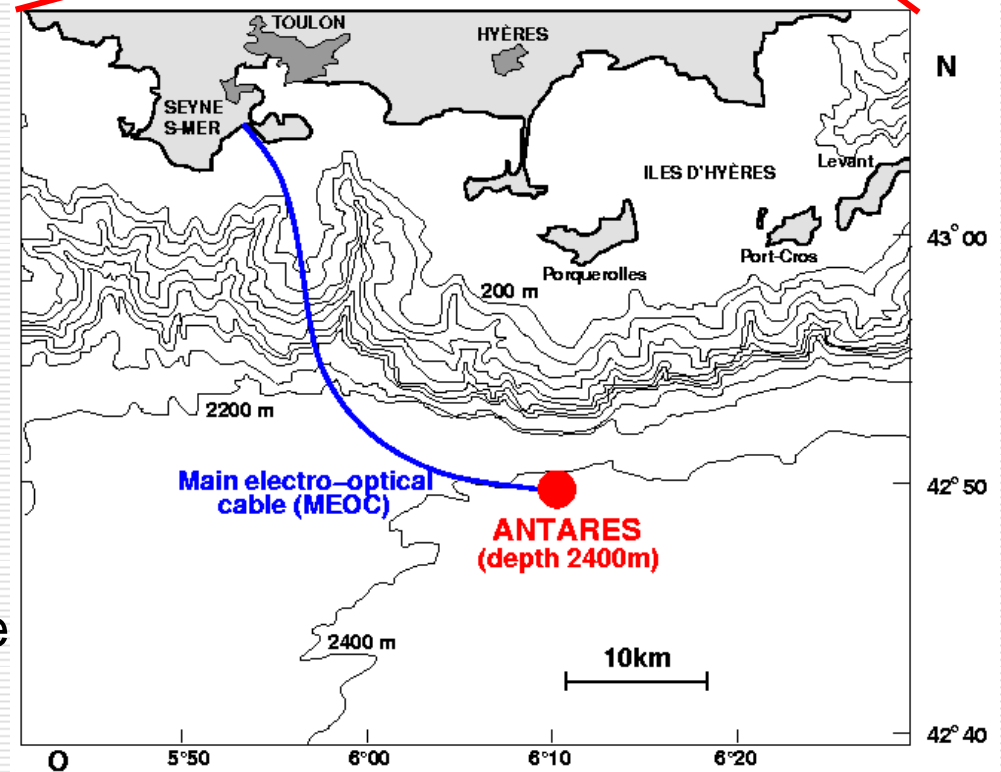 TOULON
HYÈRES
N
SEYNE
S-MER
Levant
ILES D'HYÈRES
Porquerolles
Port-Cros
43° 00
200 m
2200 m
Main electro-optical
cable (MEOC)
42° 50
ANTARES
(depth 2400m)
e
2400 m
10km
42° 40
O
5°50
6°00
6°10
6°20